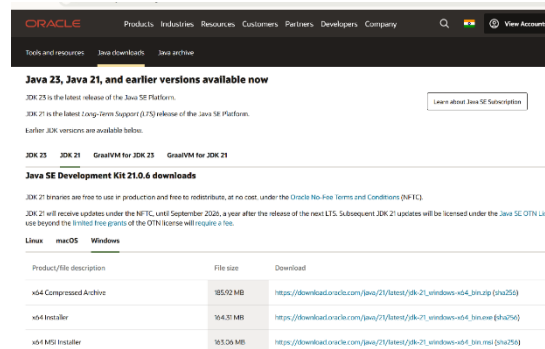 ORACLE Products Industries Resources Customers Partners Developers Company View Accounts
Tools and resources Java downloads Java archive
Java 23, Java 21, and earlier versions available now
JDK 23 is the latest release of the Java SE Platform.
Learn about Java SE Subscription
JDK 21 is the latest Long-Term Support (LTS) release of the Java SE Platform.
Earlier JDK versions are available below.
JDK 23 JDK 21 GraalVM for JDK 23 GraalVM for JDK 21
Java SE Development Kit 21.0.6 downloads
JDK 21 binaries are free to use in production and free to redistribute, at no cost, under the Oracle No-Fee Terms and Conditions (NFTC).
JDK 21 will receive updates under the NFTC, until September 2026, a year after the release of the next LTS. Subsequent JDK 21 updates will be licensed under the Java SE OTN Li
use beyond the limited free grants of the OTN license will require a fee.
Linux macOS Windows
Product/file description File size Download
x64 Compressed Archive 185.92 MB https://download.oracle.com/java/21/latest/jdk-21_windows-x64_bin.zip (sha256)
x64 Installer 164.31 MB https://download.oracle.com/java/21/latest/jdk-21_windows-x64_bin.exe (sha256)
x64 MSI Installer 163.06 MB https://download.oracle.com/java/21/latest/jdk-21_windows-x64_bin.msi (sha256)